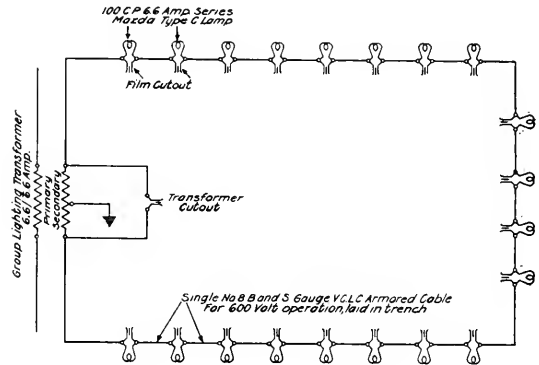 100 C P 6.6 Amp. Series
Mazda Type C Lamp
Film Cutout
Group Lighting Transformer
6.6/6.6 Amp.
Primary
Secondary
Transformer
Cutout
Single No 8 B and S Gauge V.C.L.C Armored Cable
For 600 Volt operation, laid in trench